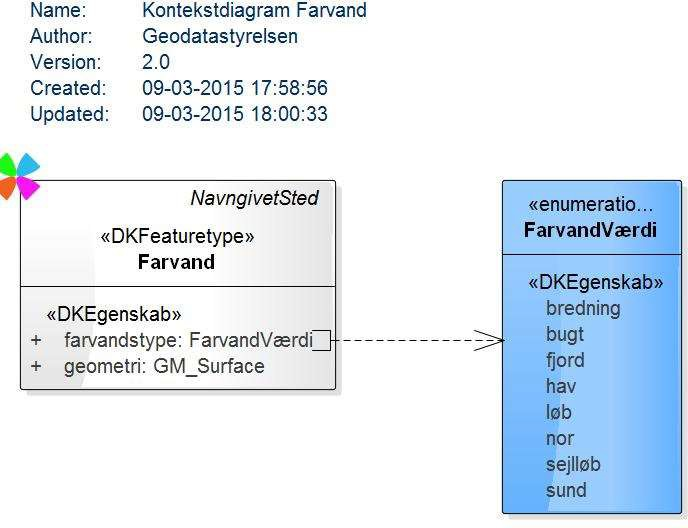 Name: Kontekstdiagram Farvand
Author: Geodatastyrelsen
Version: 2.0
Created: 09-03-2015 17:58:56
Updated: 09-03-2015 18:00:33
NavngivetSted
«DKFeaturetype»
Farvand
«DKEgenskab»
+ farvandstype: FarvandVærdi
+ geometri: GM_Surface
«enumeratio...
FarvandVærdi
«DKEgenskab»
bredning
bugt
fjord
hav
løb
nor
sejlløb
sund